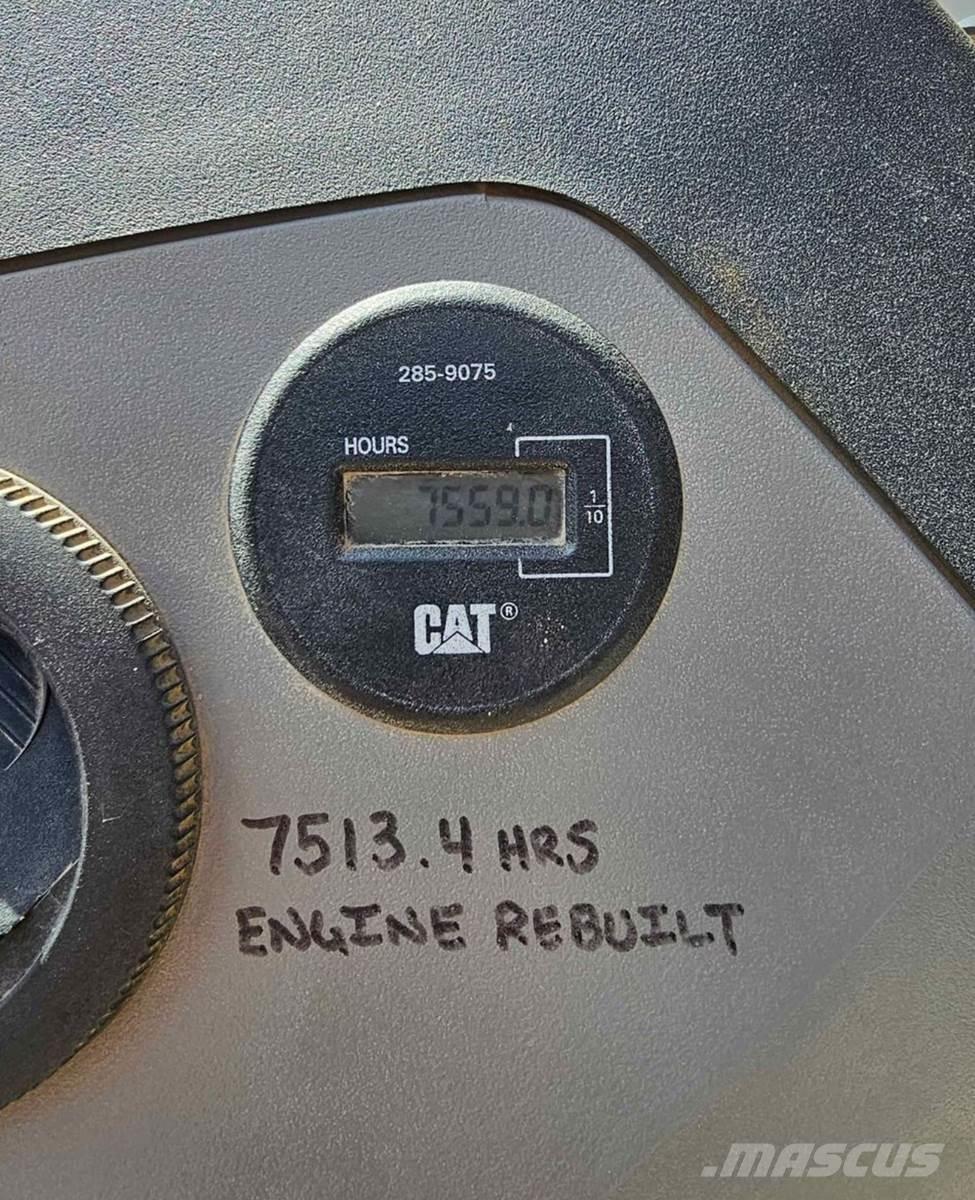 285-9075
HOURS
7559.0
1/10
CAT®
7513.4 HRS
ENGINE REBUILT
.MASCUS